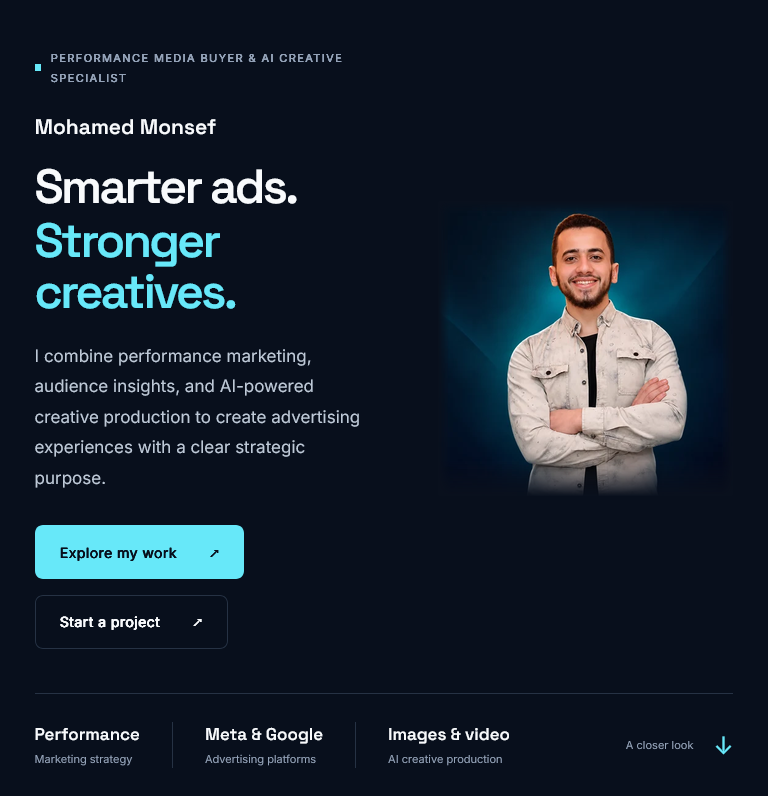 PERFORMANCE MEDIA BUYER & AI CREATIVE
SPECIALIST
Mohamed Monsef
Smarter ads.
Stronger
creatives.
I combine performance marketing,
audience insights, and AI-powered
creative production to create advertising
experiences with a clear strategic
purpose.
Explore my work ↗
Start a project ↗
Performance
Marketing strategy
Meta & Google
Advertising platforms
Images & video
AI creative production
A closer look ↓